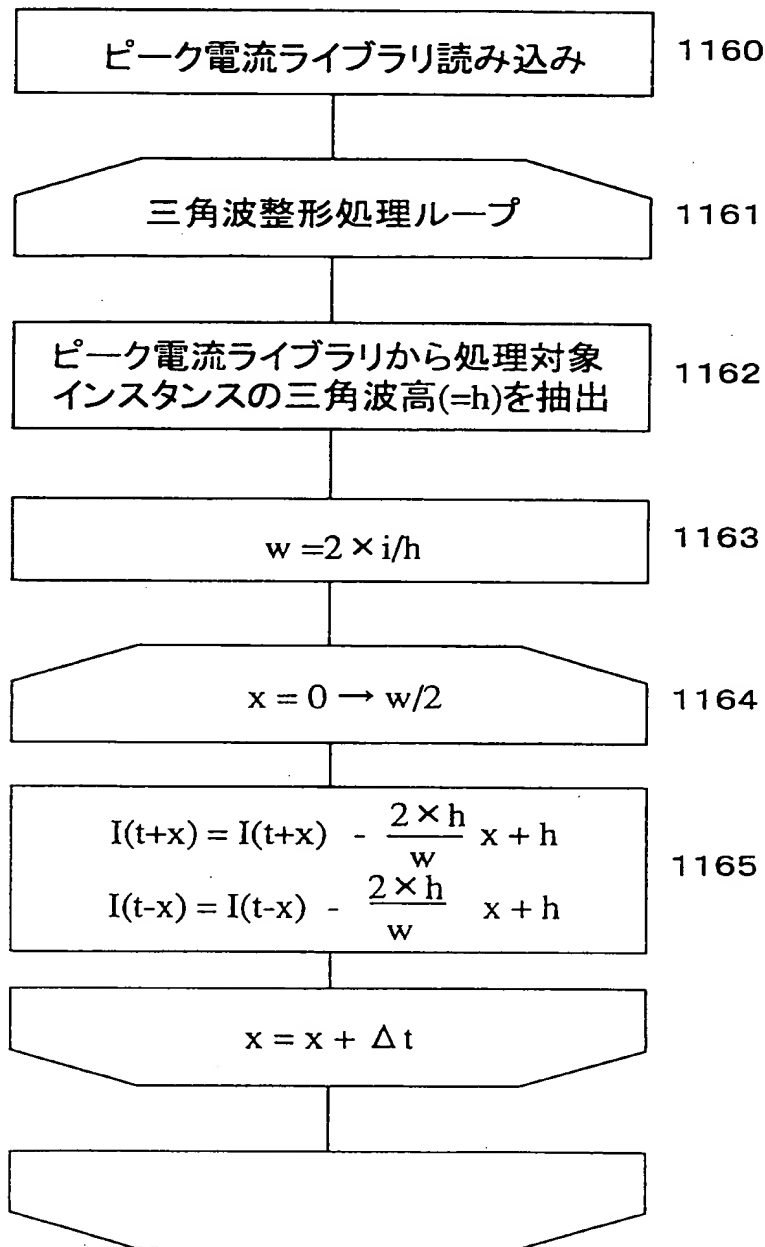 ピーク電流ライブラリ読み込み 1160
三角波整形処理ループ 1161
ピーク電流ライブラリから処理対象
インスタンスの三角波高(=h)を抽出 1162
w =2 × i/h 1163
x = 0 → w/2 1164
I(t+x) = I(t+x) - 2 × h/w x + h
I(t-x) = I(t-x) - 2 × h/w x + h 1165
x = x + Δt